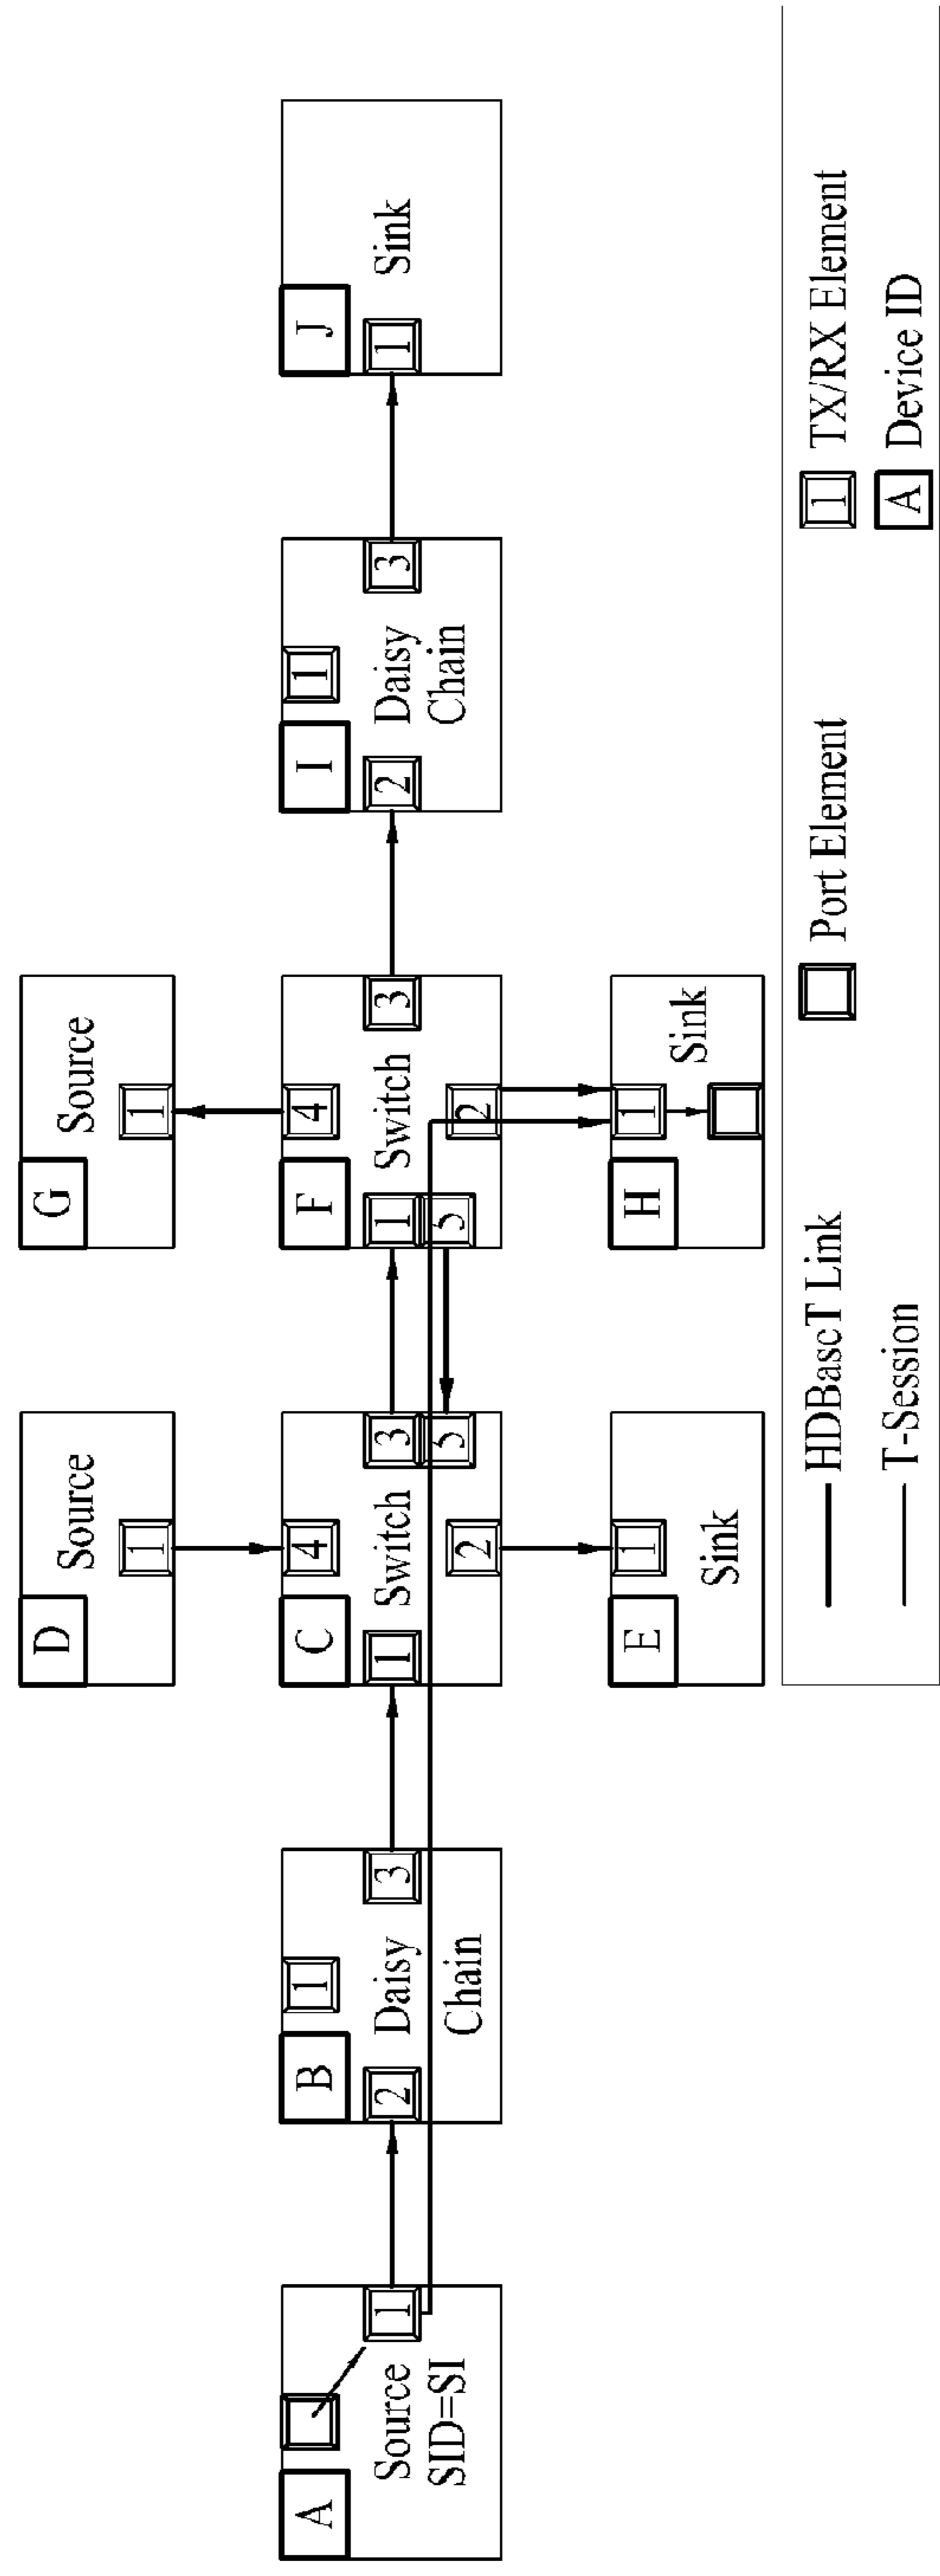 A
Source
SID=SI
1
B
1
2
Daisy
Chain
3
D
Source
1
C
4
1
Switch
3
5
2
E
1
Sink
G
Source
1
F
4
1
5
Switch
3
2
H
1
Sink
I
1
2
Daisy
Chain
3
J
1
Sink
HDBaseT Link
Port Element
1
TX/RX Element
T-Session
A
Device ID